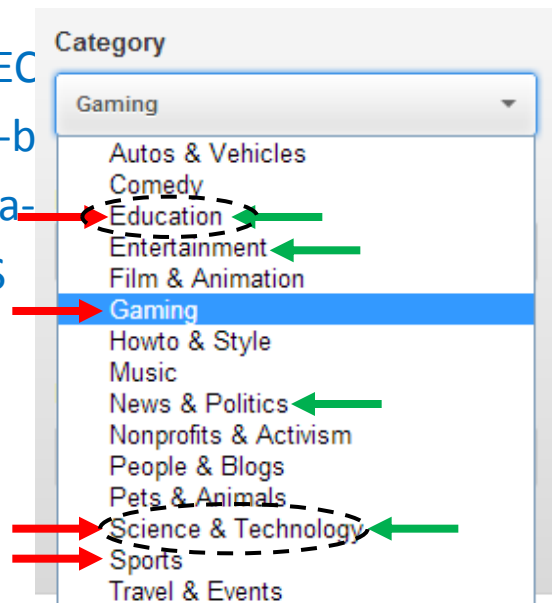 Category
EC
Gaming
-b
Autos & Vehicles
Comedy
a-
Education
Entertainment
Film & Animation
S
Gaming
Howto & Style
Music
News & Politics
Nonprofits & Activism
People & Blogs
Pets & Animals
Science & Technology
Sports
Travel & Events